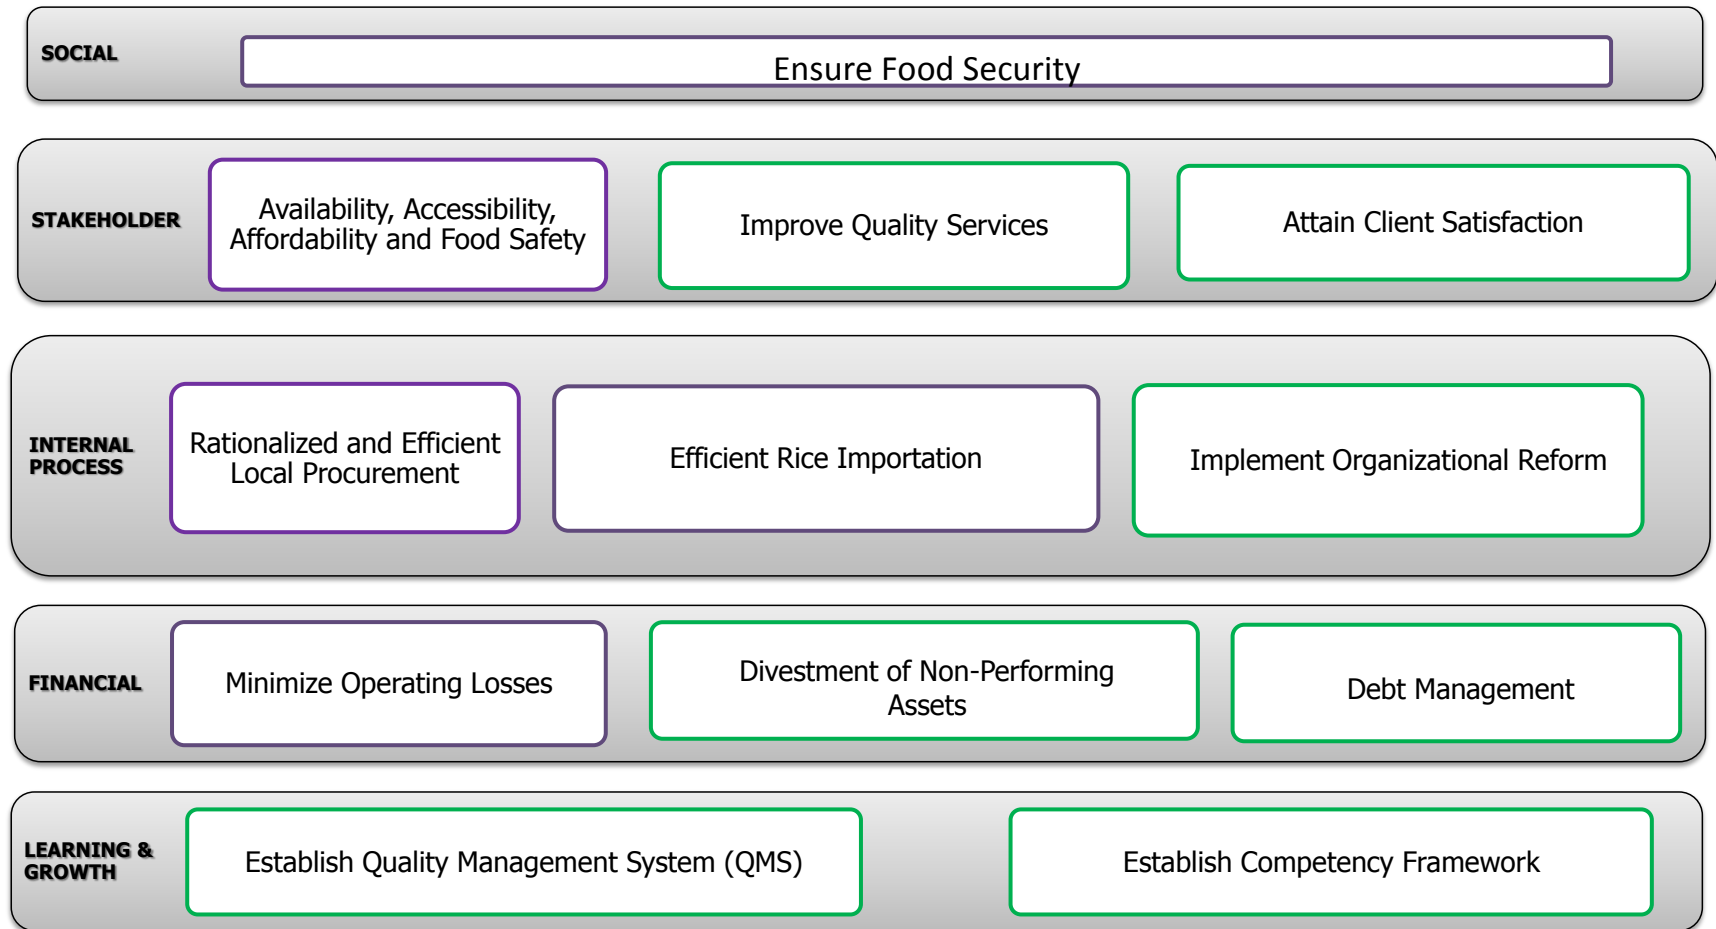 SOCIAL
Ensure Food Security
STAKEHOLDER
Availability, Accessibility,
Affordability and Food Safety
Improve Quality Services
Attain Client Satisfaction
INTERNAL
PROCESS
Rationalized and Efficient
Local Procurement
Efficient Rice Importation
Implement Organizational Reform
FINANCIAL
Minimize Operating Losses
Divestment of Non-Performing
Assets
Debt Management
LEARNING &
GROWTH
Establish Quality Management System (QMS)
Establish Competency Framework